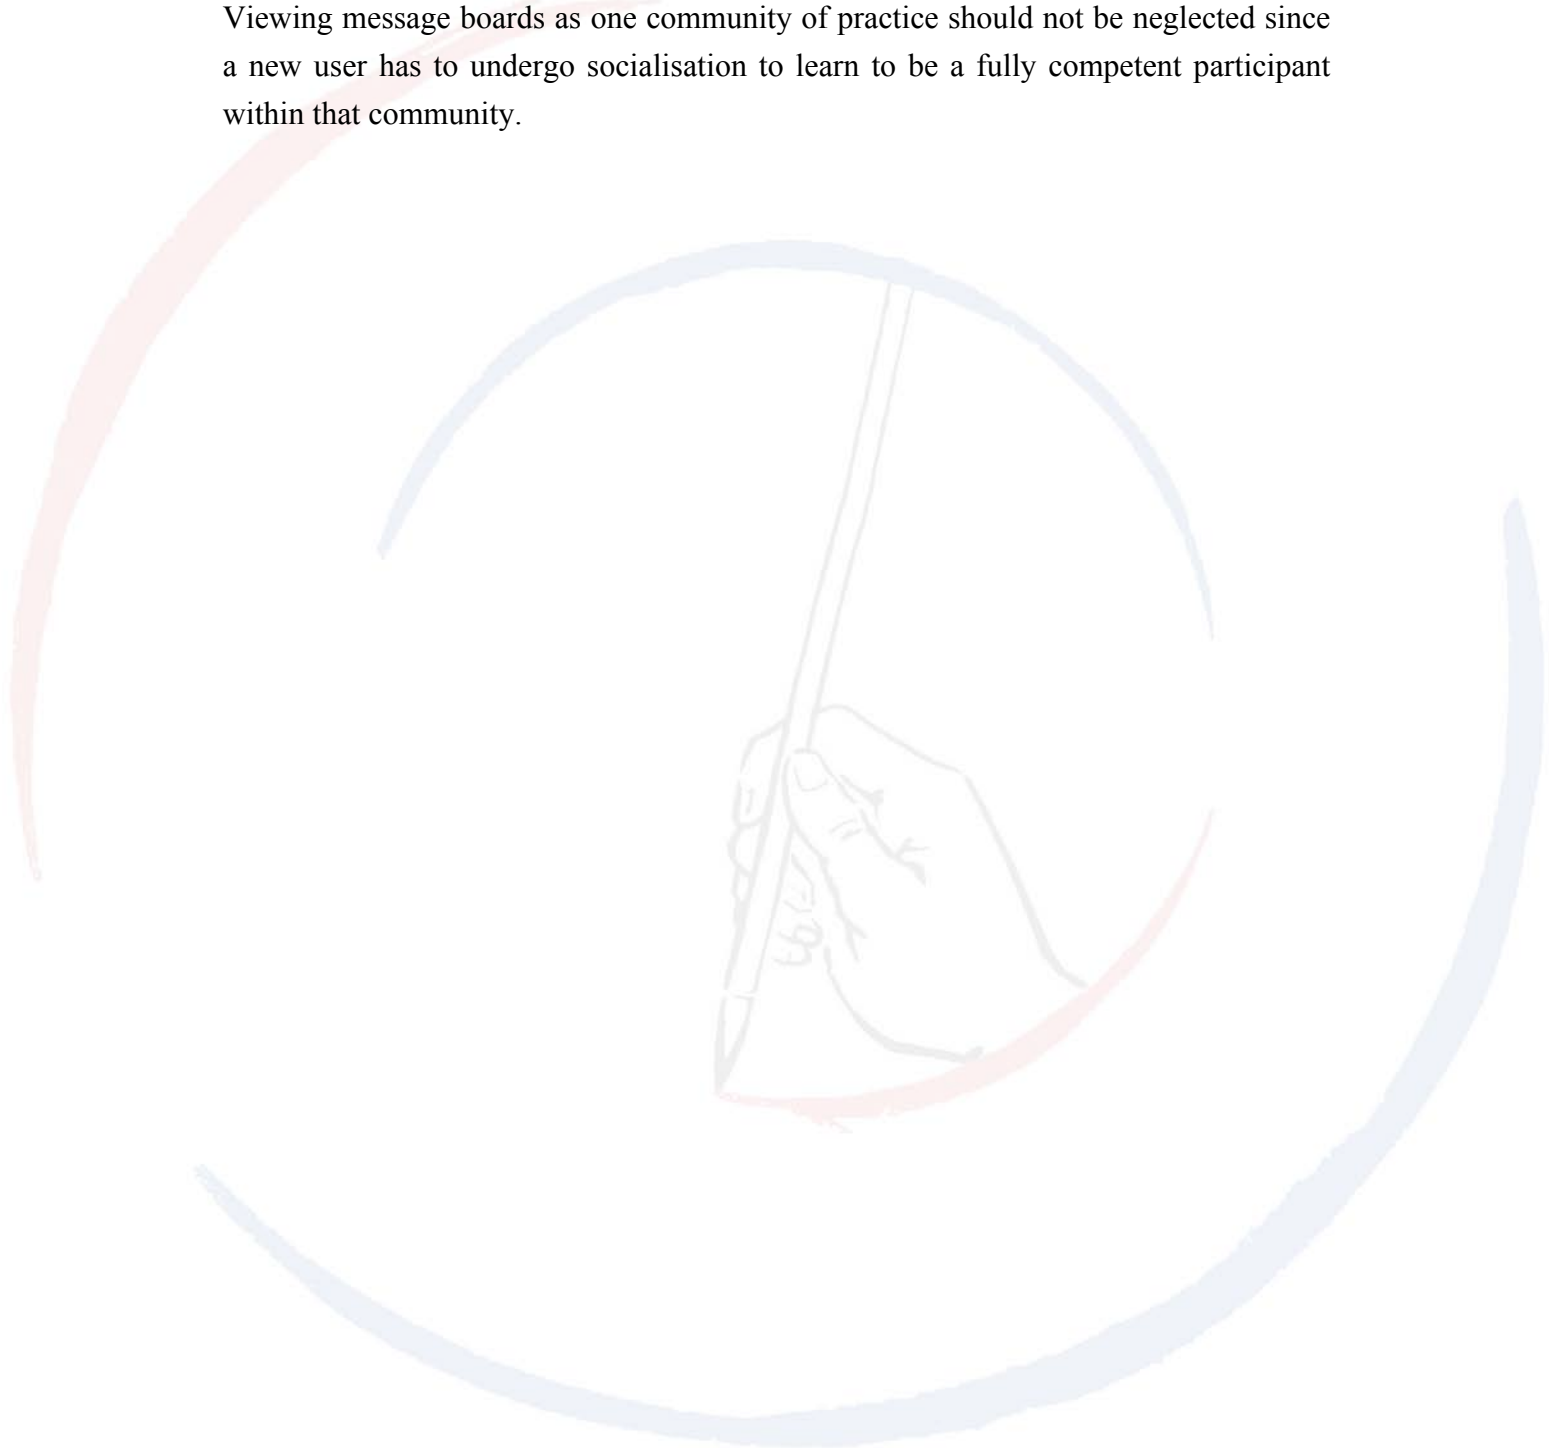 Viewing message boards as one community of practice should not be neglected since
a new user has to undergo socialisation to learn to be a fully competent participant
within that community.